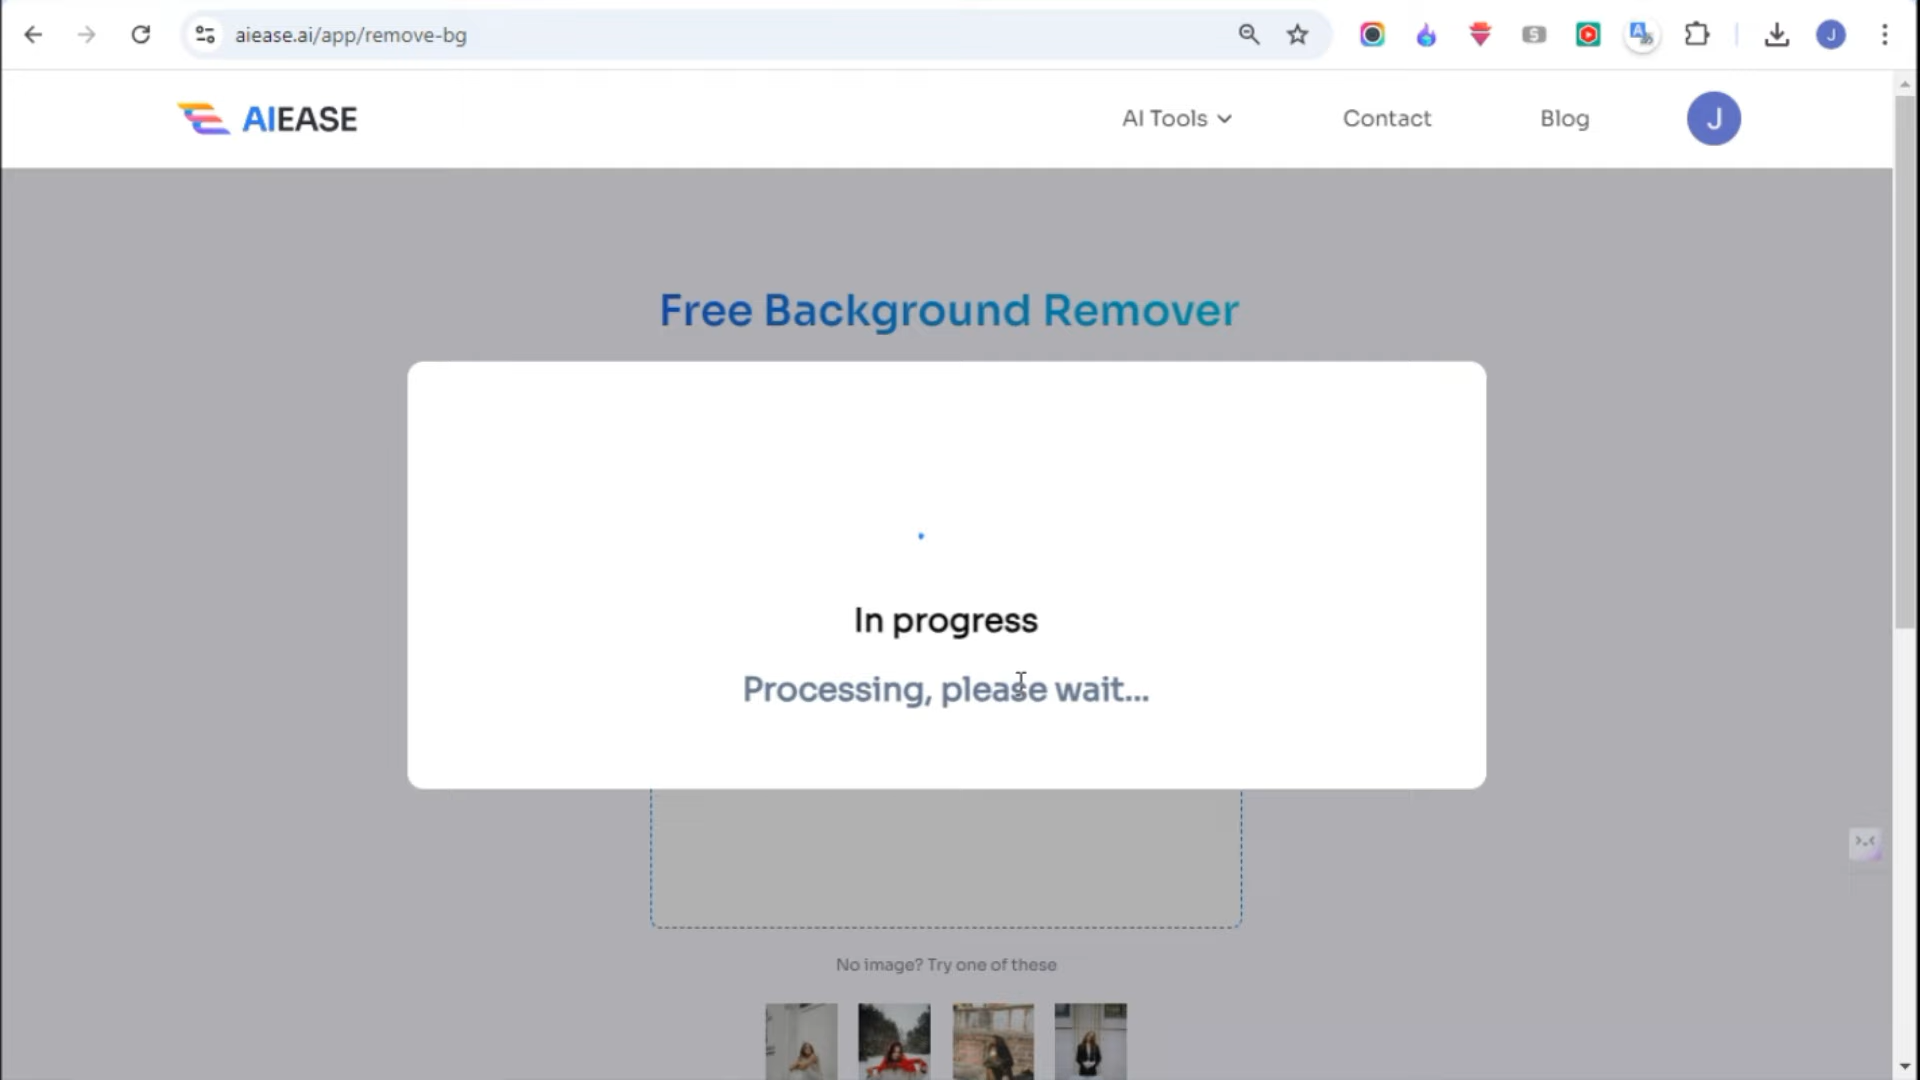 aiease.ai/app/remove-bg
S
J
AIEASE
AI Tools
Contact
Blog
J
Free Background Remover
In progress
Processing, please wait...
No image? Try one of these